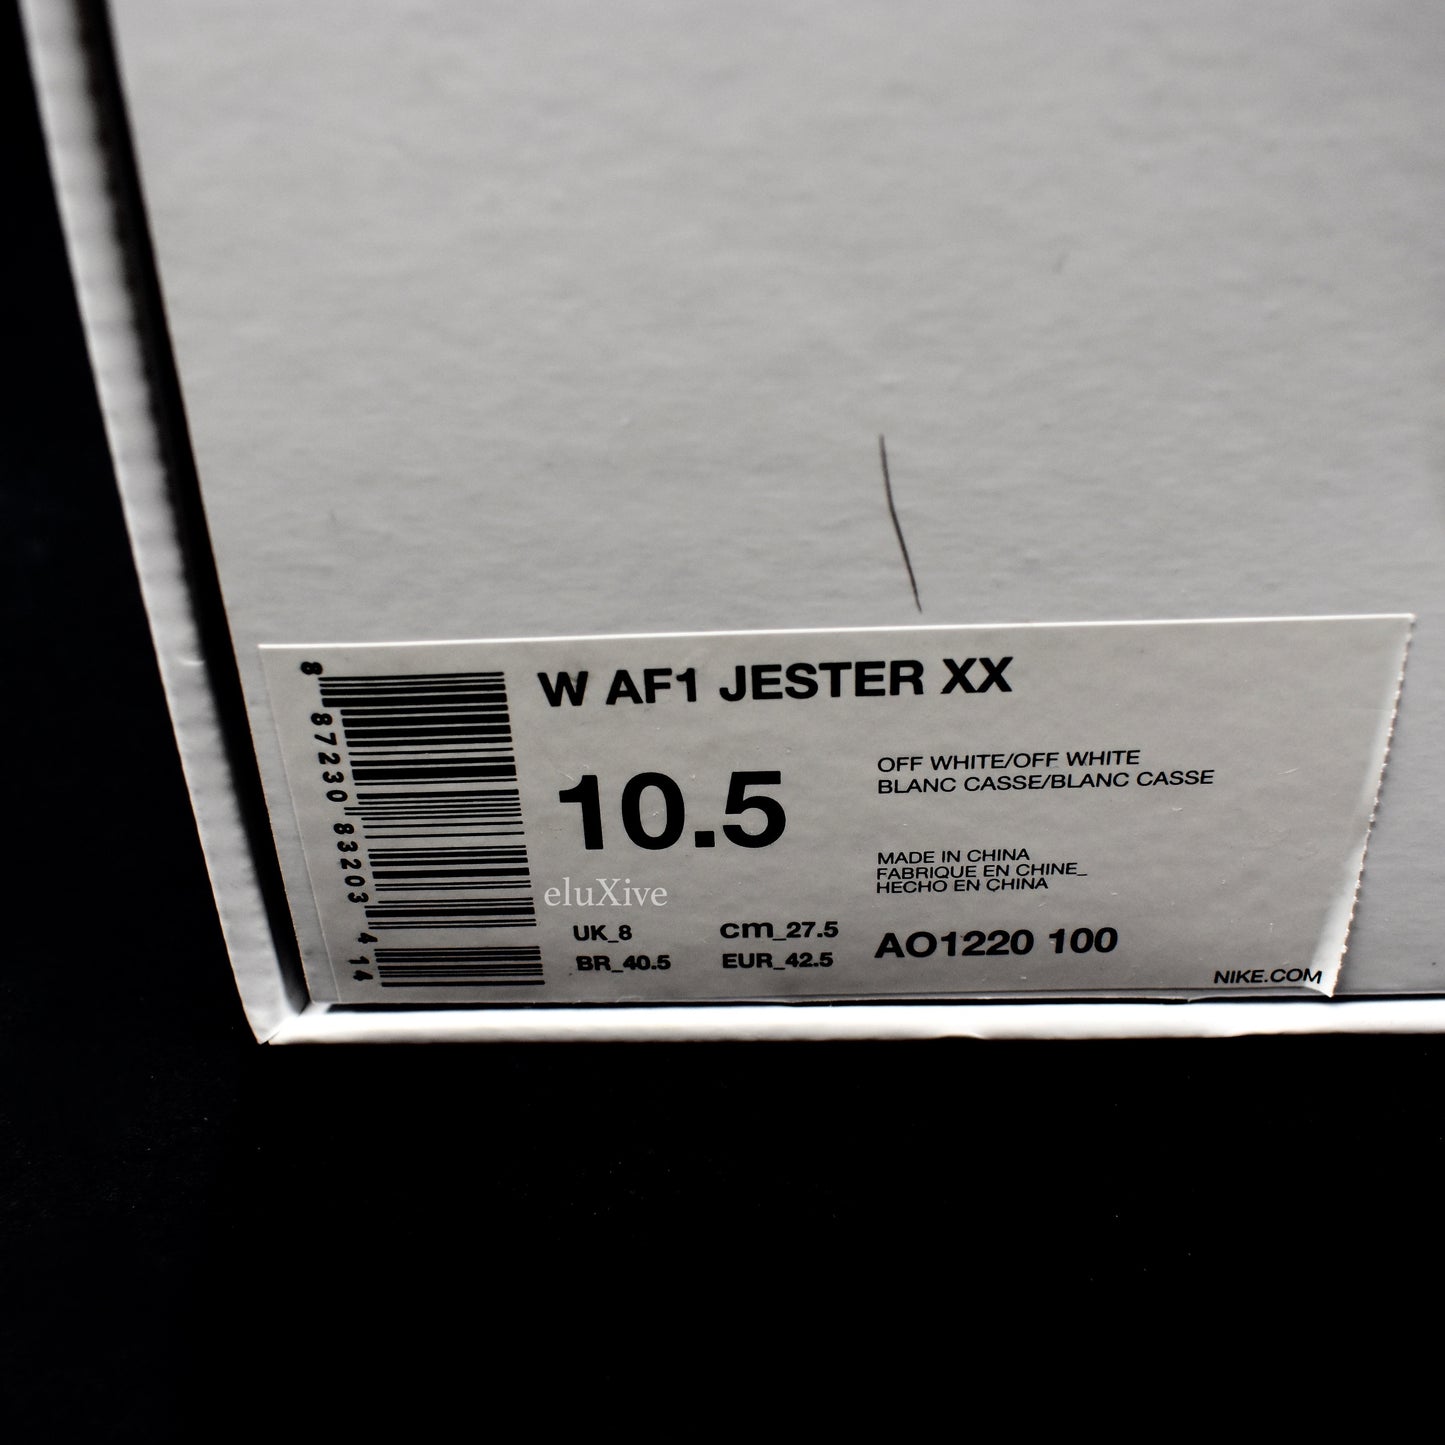 W AF1 JESTER XX
8 87230 83203 4 14
10.5
OFF WHITE/OFF WHITE
BLANC CASSE/BLANC CASSE
MADE IN CHINA
FABRIQUE EN CHINE_
HECHO EN CHINA
eluXive
UK_8 cm_27.5
BR_40.5 EUR_42.5
AO1220 100
NIKE.COM